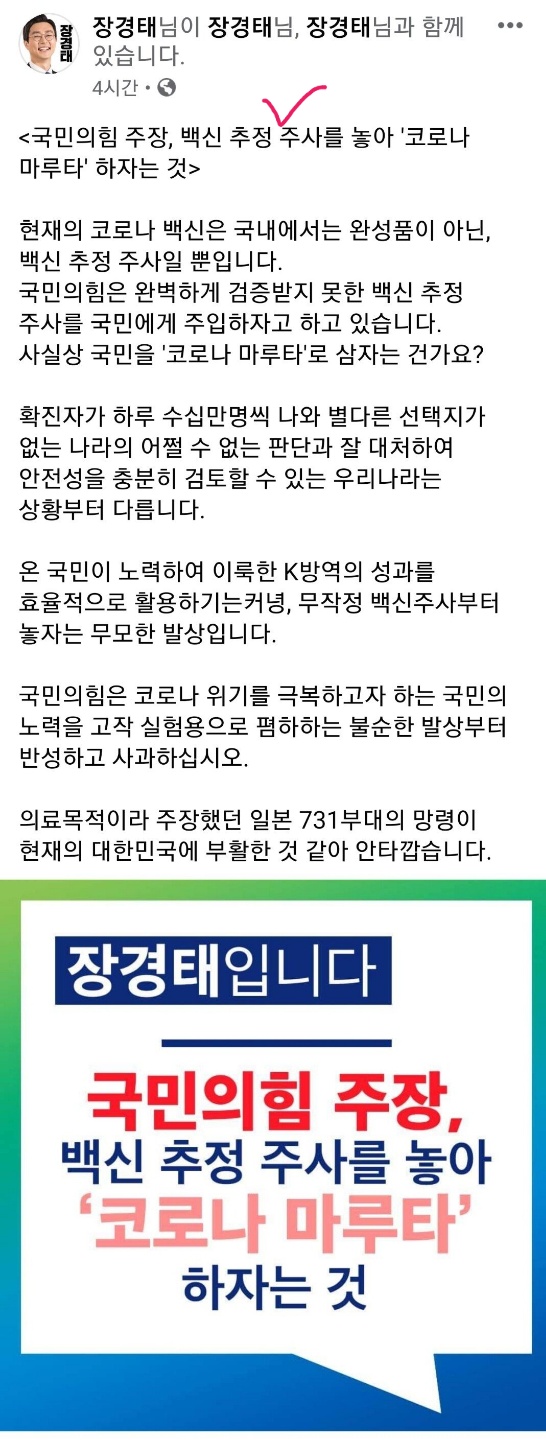 장경태님이 장경태님, 장경태님과 함께
있습니다.
4시간
<국민의힘 주장, 백신 추정 주사를 놓아 '코로나
마루타' 하자는 것>
현재의 코로나 백신은 국내에서는 완성품이 아닌,
백신 추정 주사일 뿐입니다.
국민의힘은 완벽하게 검증받지 못한 백신 추정
주사를 국민에게 주입하자고 하고 있습니다.
사실상 국민을 '코로나 마루타'로 삼자는 건가요?
확진자가 하루 수십만명씩 나와 별다른 선택지가
없는 나라의 어쩔 수 없는 판단과 잘 대처하여
안전성을 충분히 검토할 수 있는 우리나라는
상황부터 다릅니다.
온 국민이 노력하여 이룩한 K방역의 성과를
효율적으로 활용하기는커녕, 무작정 백신주사부터
놓자는 무모한 발상입니다.
국민의힘은 코로나 위기를 극복하고자 하는 국민의
노력을 고작 실험용으로 폄하하는 불순한 발상부터
반성하고 사과하십시오.
의료목적이라 주장했던 일본 731부대의 망령이
현재의 대한민국에 부활한 것 같아 안타깝습니다.
장경태
장경태입니다
국민의힘 주장,
백신 추정 주사를 놓아
'코로나 마루타'
하자는 것